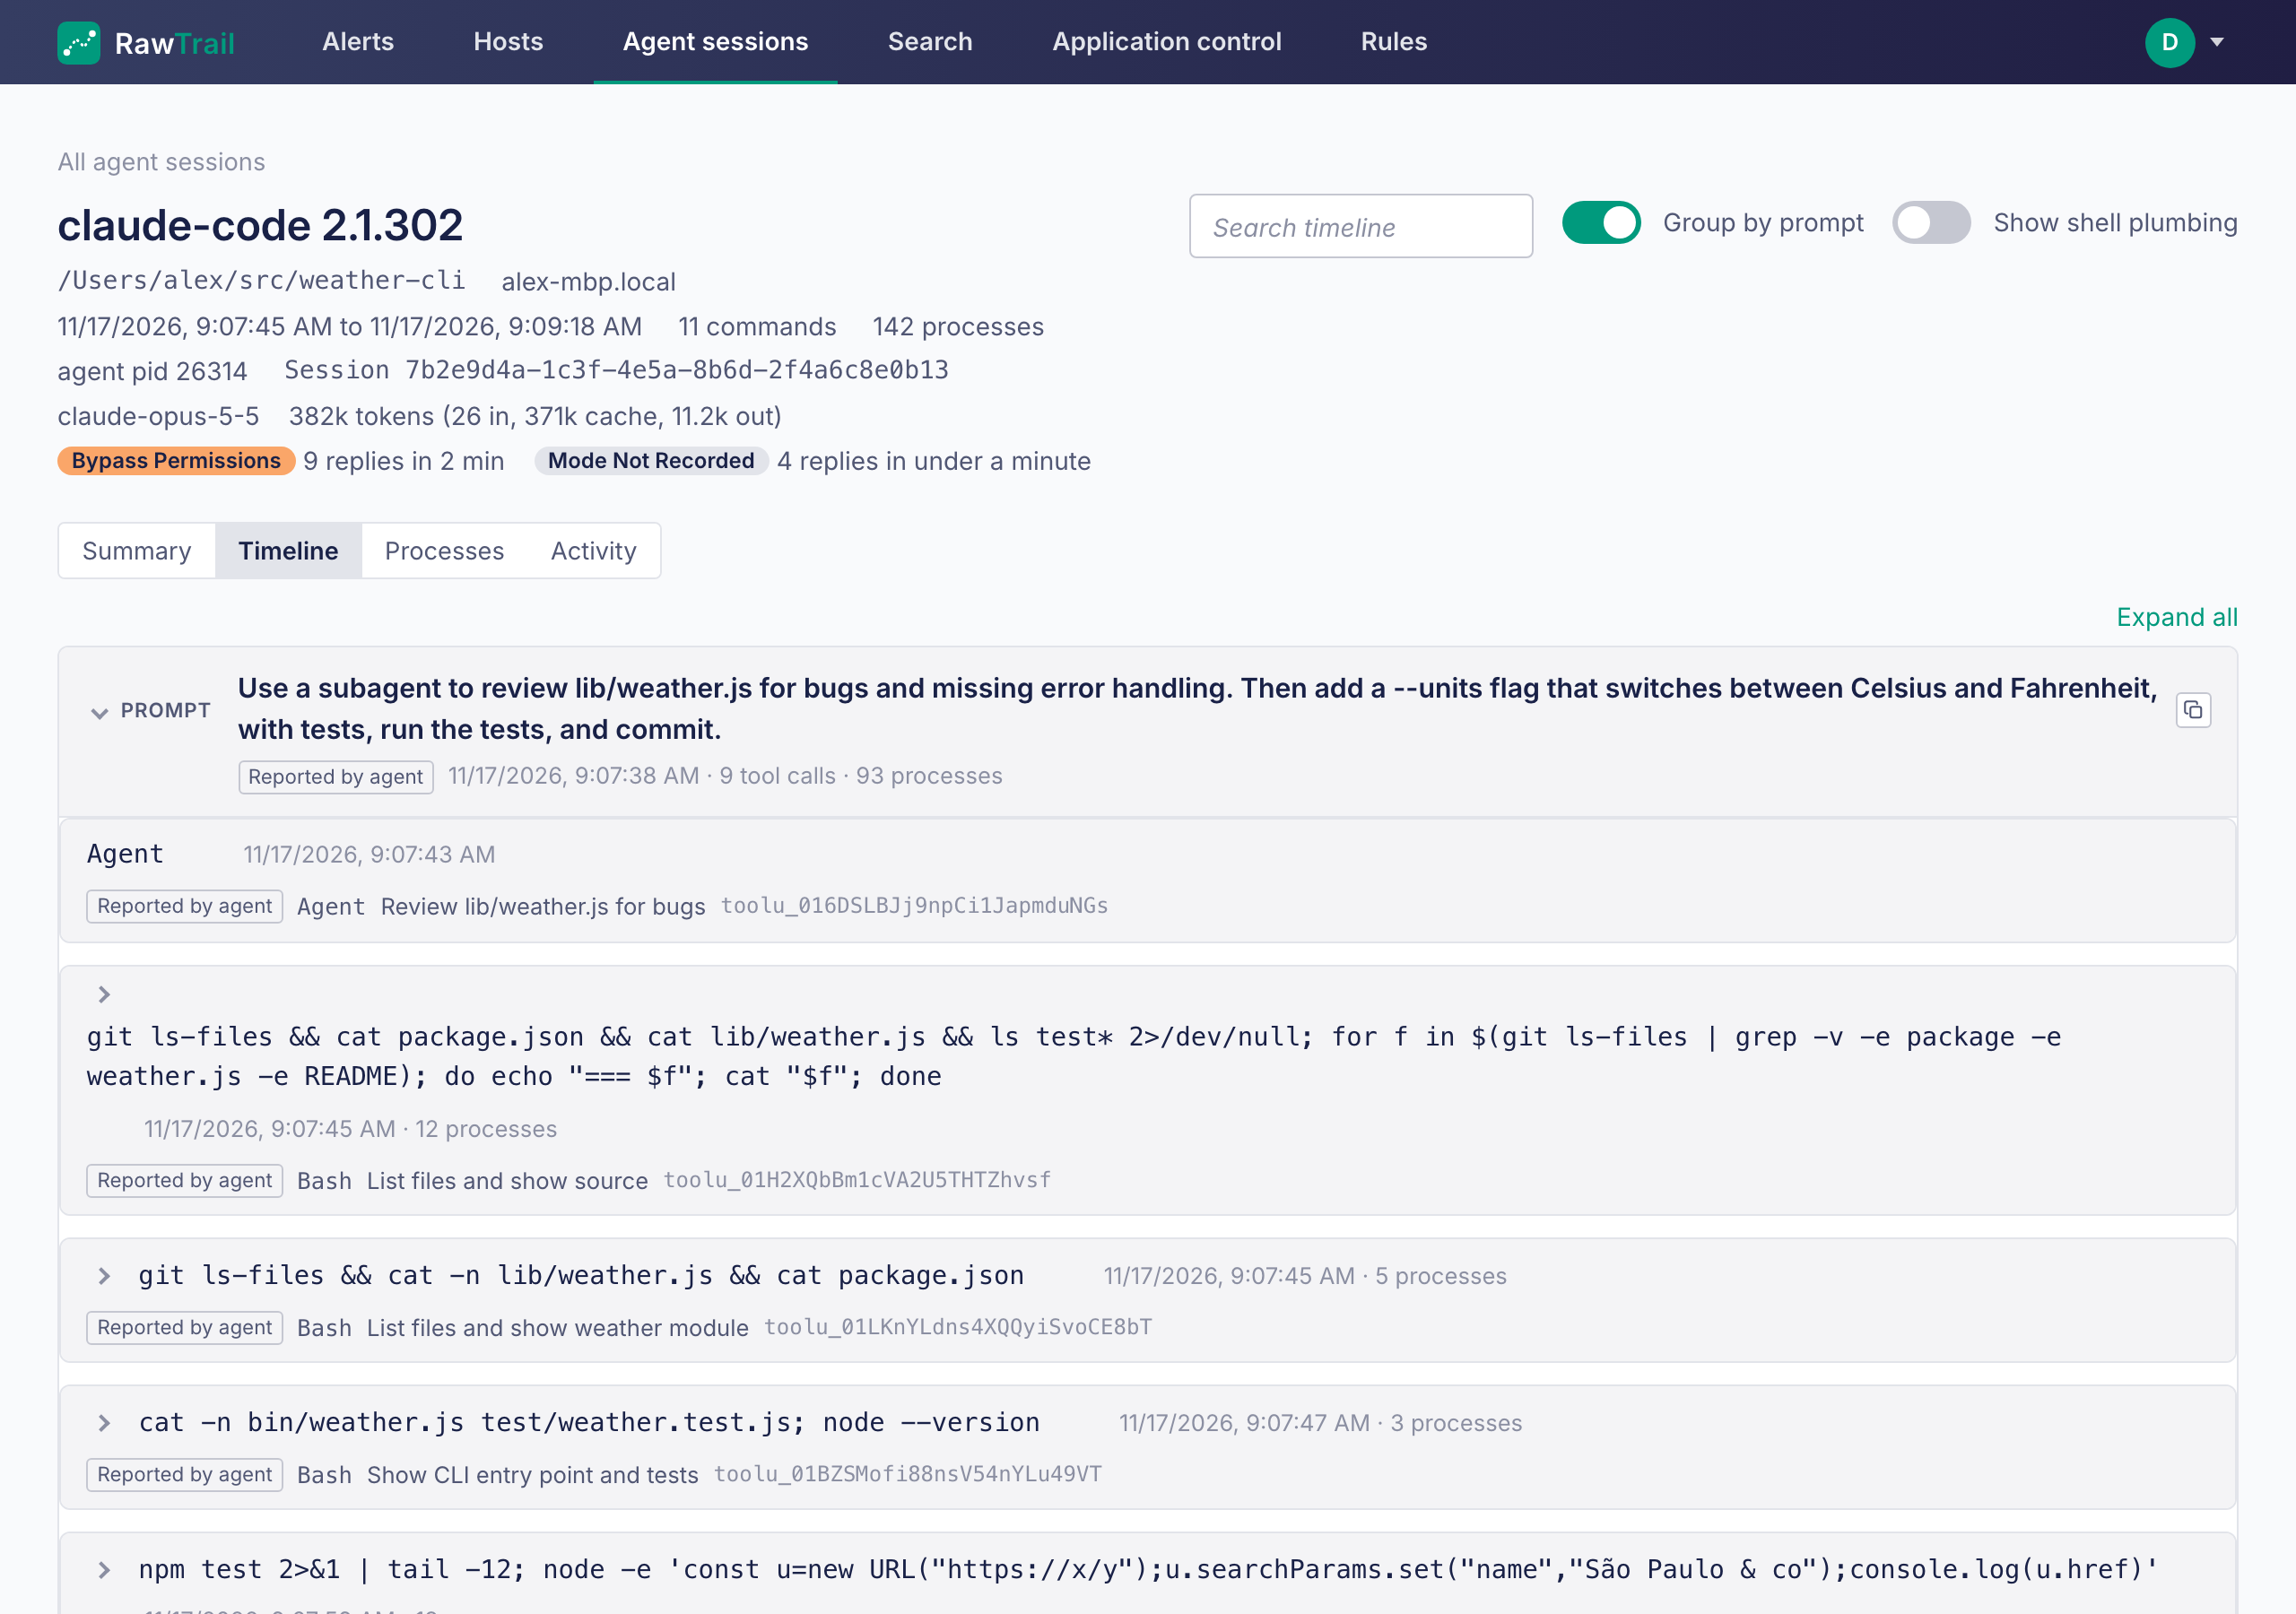 RawTrail Alerts Hosts Agent sessions Search Application control Rules D
All agent sessions
claude-code 2.1.302
Search timeline Group by prompt Show shell plumbing
/Users/alex/src/weather-cli alex-mbp.local
11/17/2026, 9:07:45 AM to 11/17/2026, 9:09:18 AM 11 commands 142 processes
agent pid 26314 Session 7b2e9d4a-1c3f-4e5a-8b6d-2f4a6c8e0b13
claude-opus-5-5 382k tokens (26 in, 371k cache, 11.2k out)
Bypass Permissions 9 replies in 2 min Mode Not Recorded 4 replies in under a minute
Summary Timeline Processes Activity
Expand all
PROMPT
Use a subagent to review lib/weather.js for bugs and missing error handling. Then add a --units flag that switches between Celsius and Fahrenheit,
with tests, run the tests, and commit.
Reported by agent 11/17/2026, 9:07:38 AM · 9 tool calls · 93 processes
Agent 11/17/2026, 9:07:43 AM
Reported by agent Agent Review lib/weather.js for bugs toolu_016DSLBJj9npCi1JapmduNGs
git ls-files && cat package.json && cat lib/weather.js && ls test* 2>/dev/null; for f in $(git ls-files | grep -v -e package -e
weather.js -e README); do echo "=== $f"; cat "$f"; done
11/17/2026, 9:07:45 AM · 12 processes
Reported by agent Bash List files and show source toolu_01H2XQbBm1cVA2U5THTZhvsf
git ls-files && cat -n lib/weather.js && cat package.json 11/17/2026, 9:07:45 AM · 5 processes
Reported by agent Bash List files and show weather module toolu_01LKnYLdns4XQQyiSvoCE8bT
cat -n bin/weather.js test/weather.test.js; node --version 11/17/2026, 9:07:47 AM · 3 processes
Reported by agent Bash Show CLI entry point and tests toolu_01BZSMofi88nsV54nYLu49VT
npm test 2>&1 | tail -12; node -e 'const u=new URL("https://x/y");u.searchParams.set("name","São Paulo & co");console.log(u.href)'